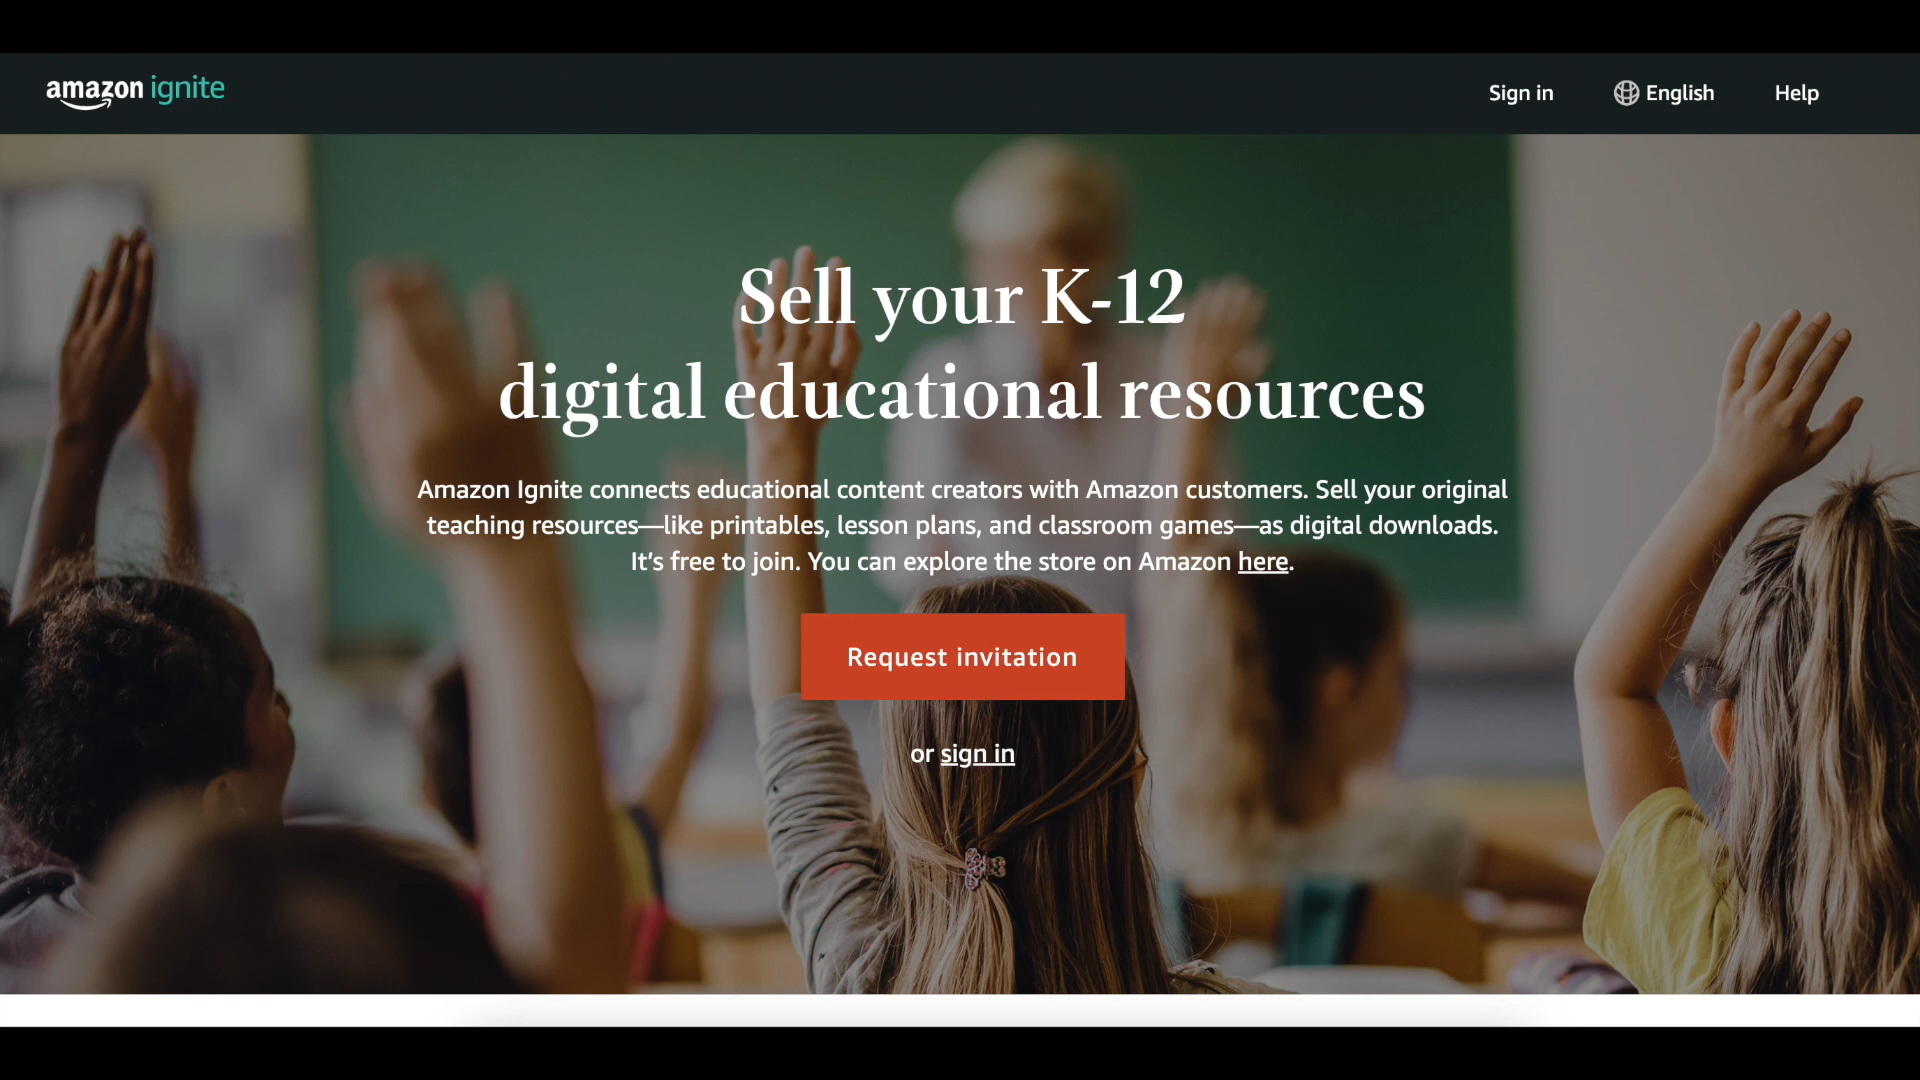 amazon ignite
Sign in
English
Help
Sell your K-12
digital educational resources
Amazon Ignite connects educational content creators with Amazon customers. Sell your original
teaching resources—like printables, lesson plans, and classroom games—as digital downloads.
It’s free to join. You can explore the store on Amazon here.
Request invitation
or sign in